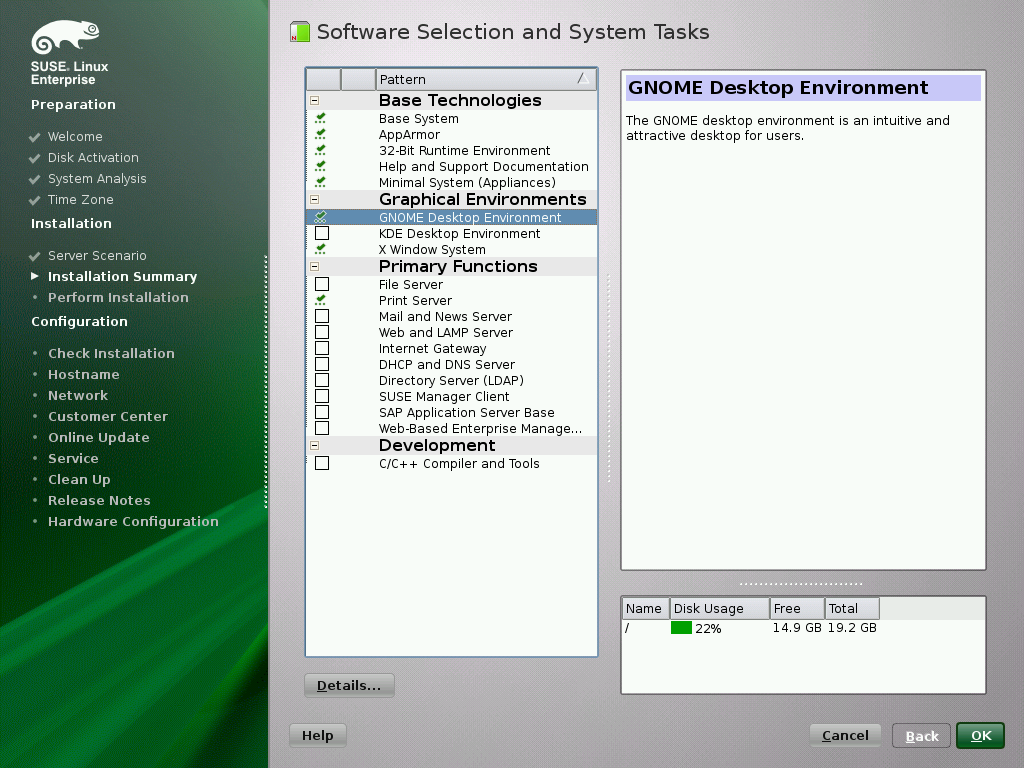 SUSE. Linux
Enterprise
Preparation
Welcome
Disk Activation
System Analysis
Time Zone
Installation
Server Scenario
Installation Summary
Perform Installation
Configuration
Check Installation
Hostname
Network
Customer Center
Online Update
Service
Clean Up
Release Notes
Hardware Configuration
Software Selection and System Tasks
Pattern
Base Technologies
Base System
AppArmor
32-Bit Runtime Environment
Help and Support Documentation
Minimal System (Appliances)
Graphical Environments
GNOME Desktop Environment
KDE Desktop Environment
X Window System
Primary Functions
File Server
Print Server
Mail and News Server
Web and LAMP Server
Internet Gateway
DHCP and DNS Server
Directory Server (LDAP)
SUSE Manager Client
SAP Application Server Base
Web-Based Enterprise Manage...
Development
C/C++ Compiler and Tools
Details...
GNOME Desktop Environment
The GNOME desktop environment is an intuitive and
attractive desktop for users.
Name Disk Usage Free Total
/ 22% 14.9 GB 19.2 GB
Help Cancel Back OK